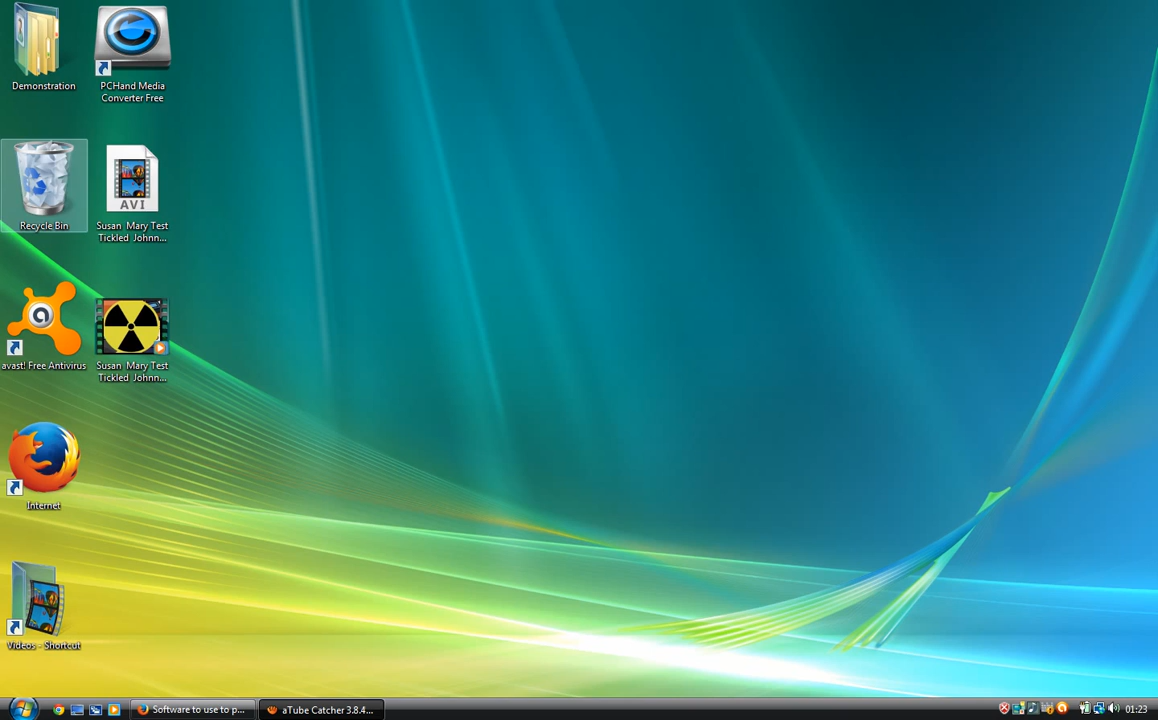 Demonstration
PCHand Media
Converter Free
Recycle Bin
AVI
Susan Mary Test
Tickled Johnn...
avast! Free Antivirus
Susan Mary Test
Tickled Johnn...
Internet
Videos - Shortcut
Software to use to p...
aTube Catcher 3.8.4...
01:23